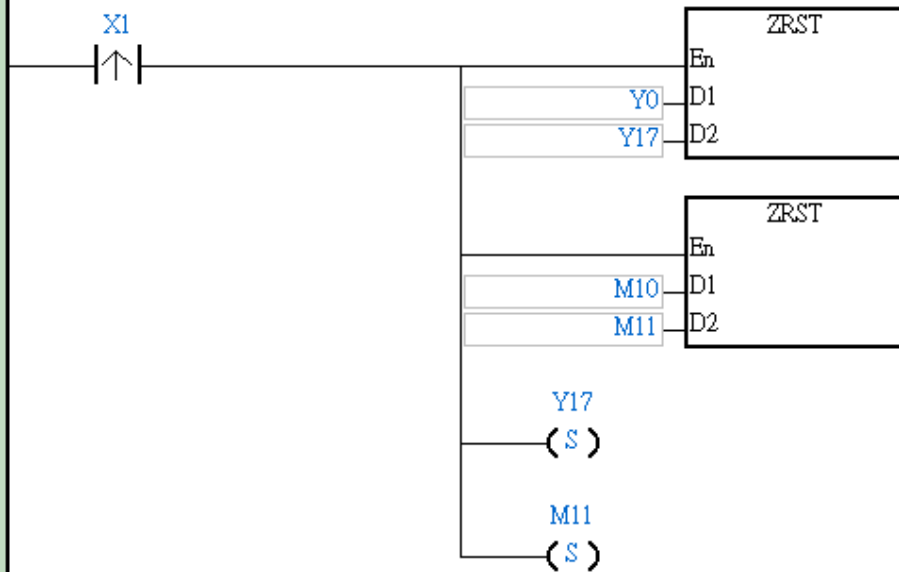 X1
ZRST
En
Y0 D1
Y17 D2
ZRST
En
M10 D1
M11 D2
Y17
S
M11
S